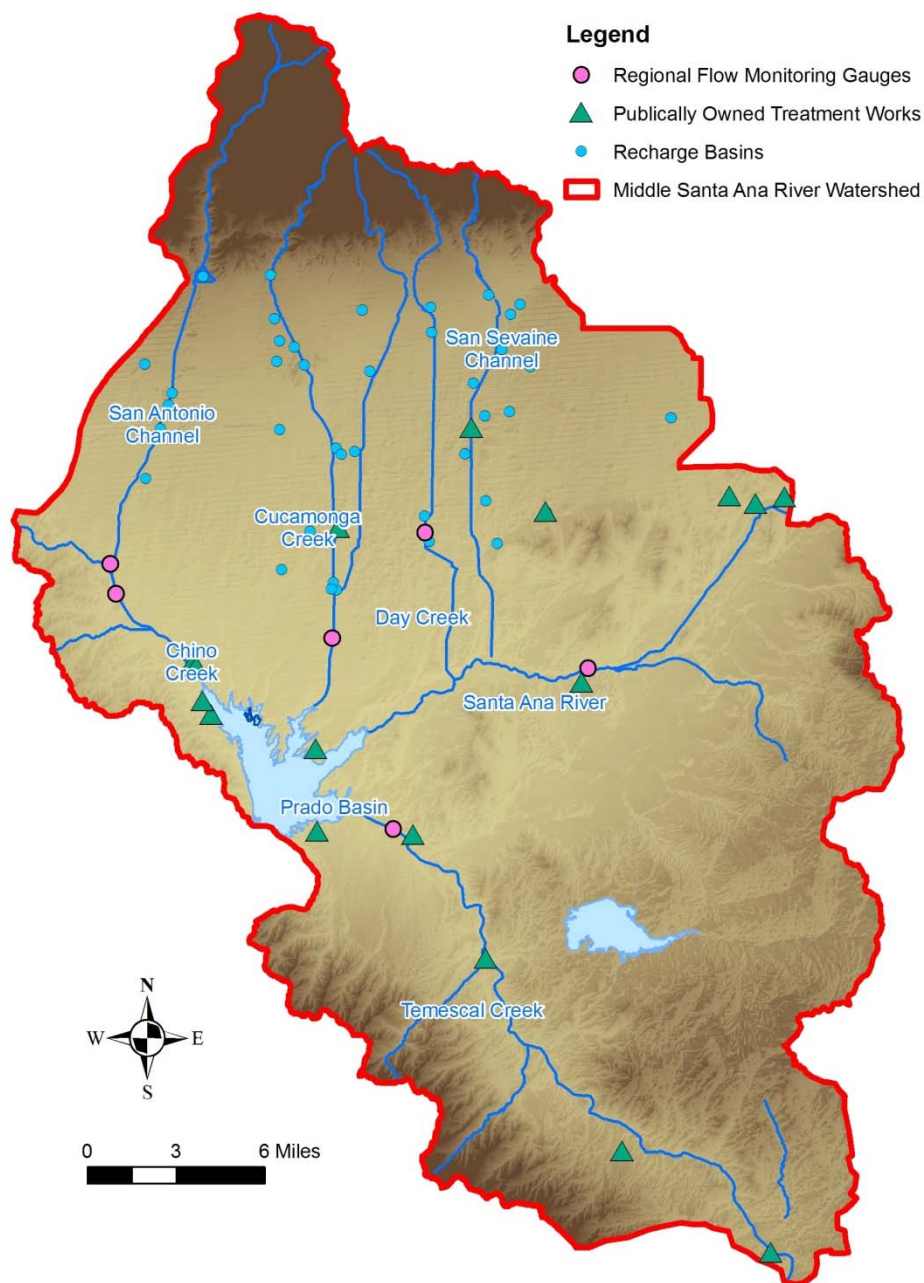 Legend
Regional Flow Monitoring Gauges
Publically Owned Treatment Works
Recharge Basins
Middle Santa Ana River Watershed
San Sevaine
Channel
San Antonio
Channel
Cucamonga
Creek
Day Creek
Chino
Creek
Santa Ana River
Prado Basin
Temescal Creek
N
W E
S
0 3 6 Miles